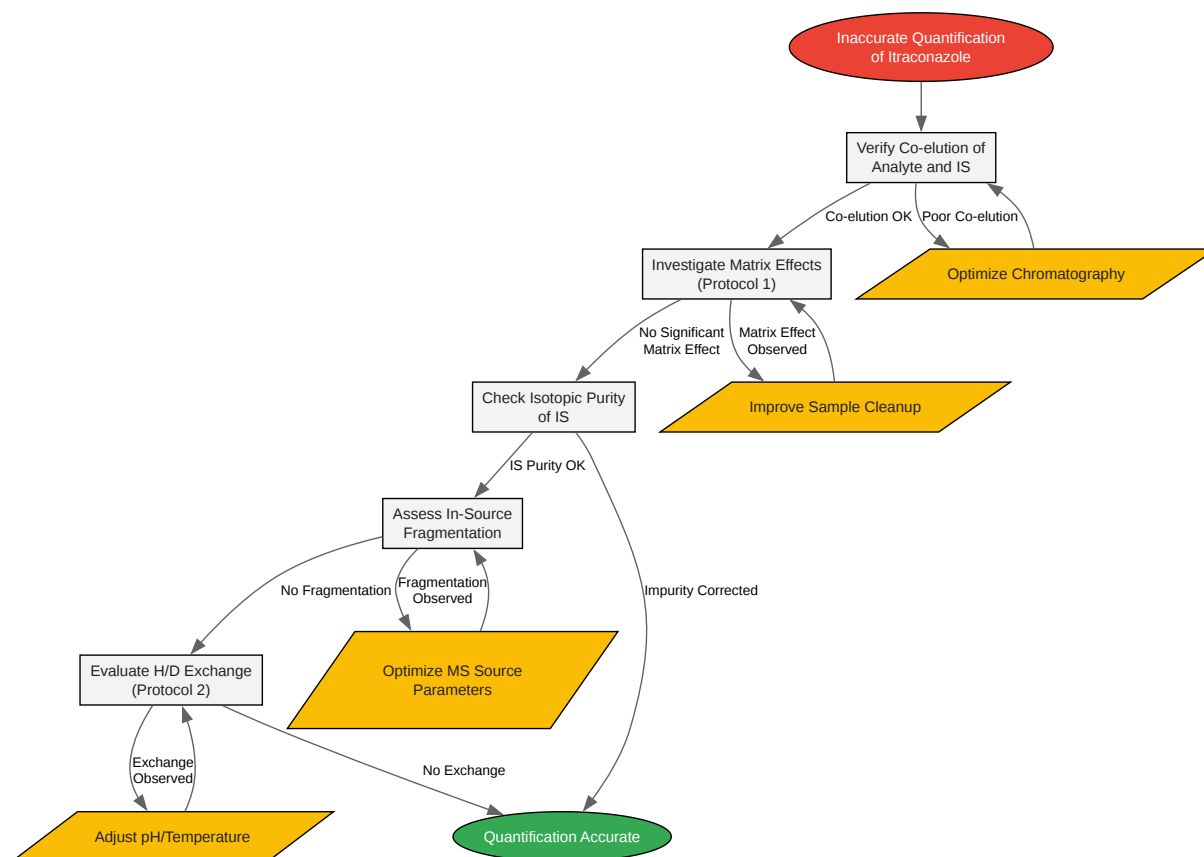 Inaccurate Quantification
of Itraconazole
Verify Co-elution of
Analyte and IS
Co-elution OK
Poor Co-elution
Investigate Matrix Effects
(Protocol 1)
Optimize Chromatography
No Significant
Matrix Effect
Matrix Effect
Observed
Check Isotopic Purity
of IS
Improve Sample Cleanup
IS Purity OK
Assess In-Source
Fragmentation
No Fragmentation
Fragmentation
Observed
Impurity Corrected
Evaluate H/D Exchange
(Protocol 2)
Optimize MS Source
Parameters
Exchange
Observed
No Exchange
Adjust pH/Temperature
Quantification Accurate